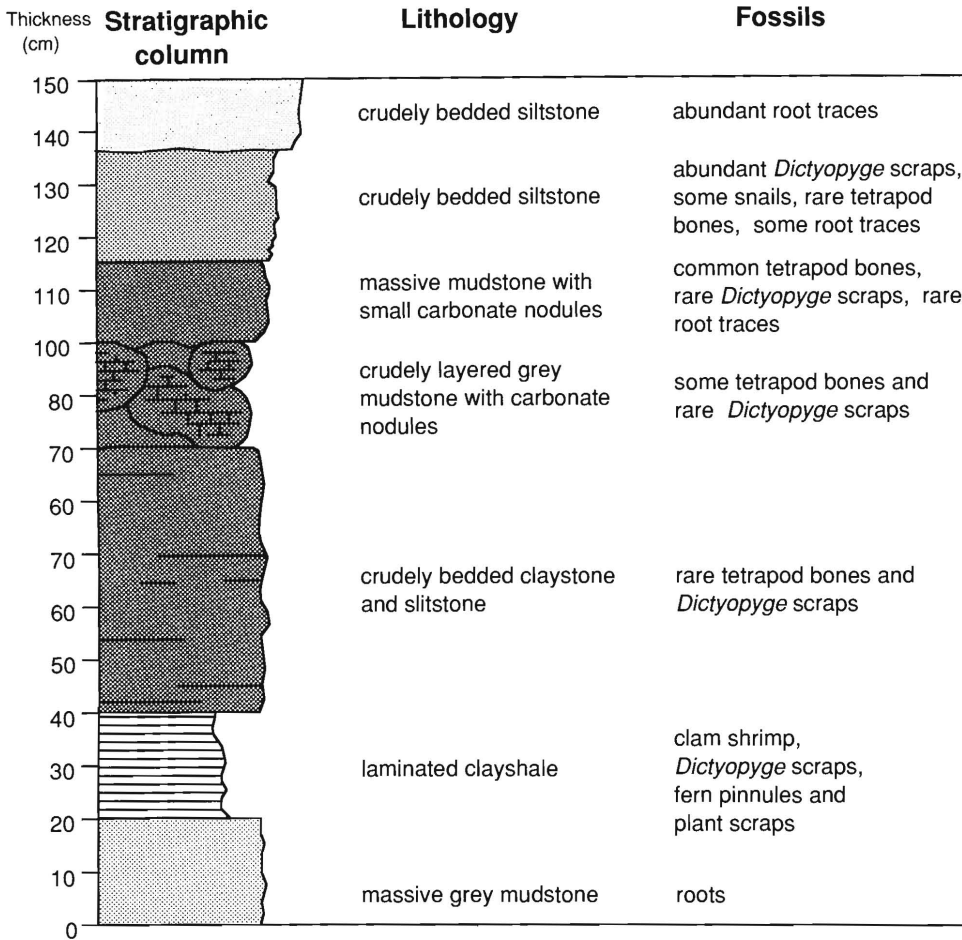 Thickness
(cm)
Stratigraphic
column
Lithology
Fossils
150
140
130
120
110
100
80
70
60
70
60
50
40
30
20
10
0
crudely bedded siltstone
abundant root traces
crudely bedded siltstone
abundant Dictyopyge scraps,
some snails, rare tetrapod
bones, some root traces
massive mudstone with
small carbonate nodules
common tetrapod bones,
rare Dictyopyge scraps, rare
root traces
crudely layered grey
mudstone with carbonate
nodules
some tetrapod bones and
rare Dictyopyge scraps
crudely bedded claystone
and slitstone
rare tetrapod bones and
Dictyopyge scraps
laminated clayshale
clam shrimp,
Dictyopyge scraps,
fern pinnules and
plant scraps
massive grey mudstone
roots